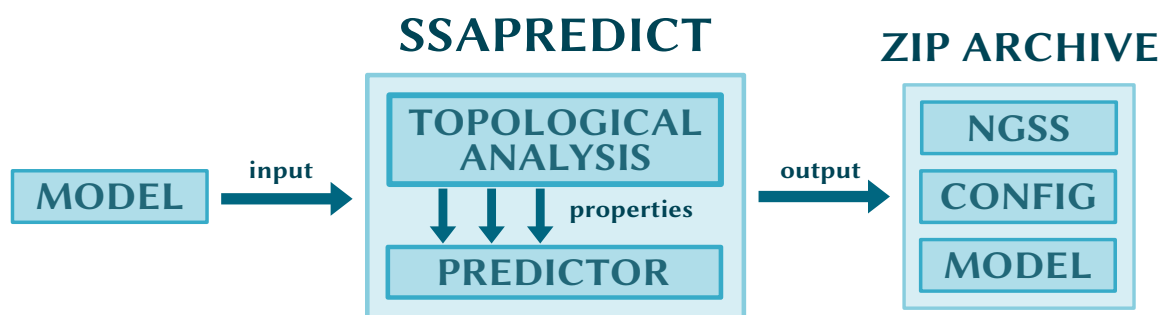 SSAPREDICT
ZIP ARCHIVE
MODEL
input
TOPOLOGICAL
ANALYSIS
properties
PREDICTOR
output
NGSS
CONFIG
MODEL